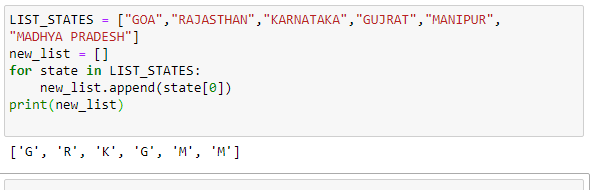 LIST_STATES = ["GOA","RAJASTHAN","KARNATAKA","GUJRAT","MANIPUR",
"MADHYA PRADESH"]
new_list = []
for state in LIST_STATES:
    new_list.append(state[0])
print(new_list)
['G', 'R', 'K', 'G', 'M', 'M']